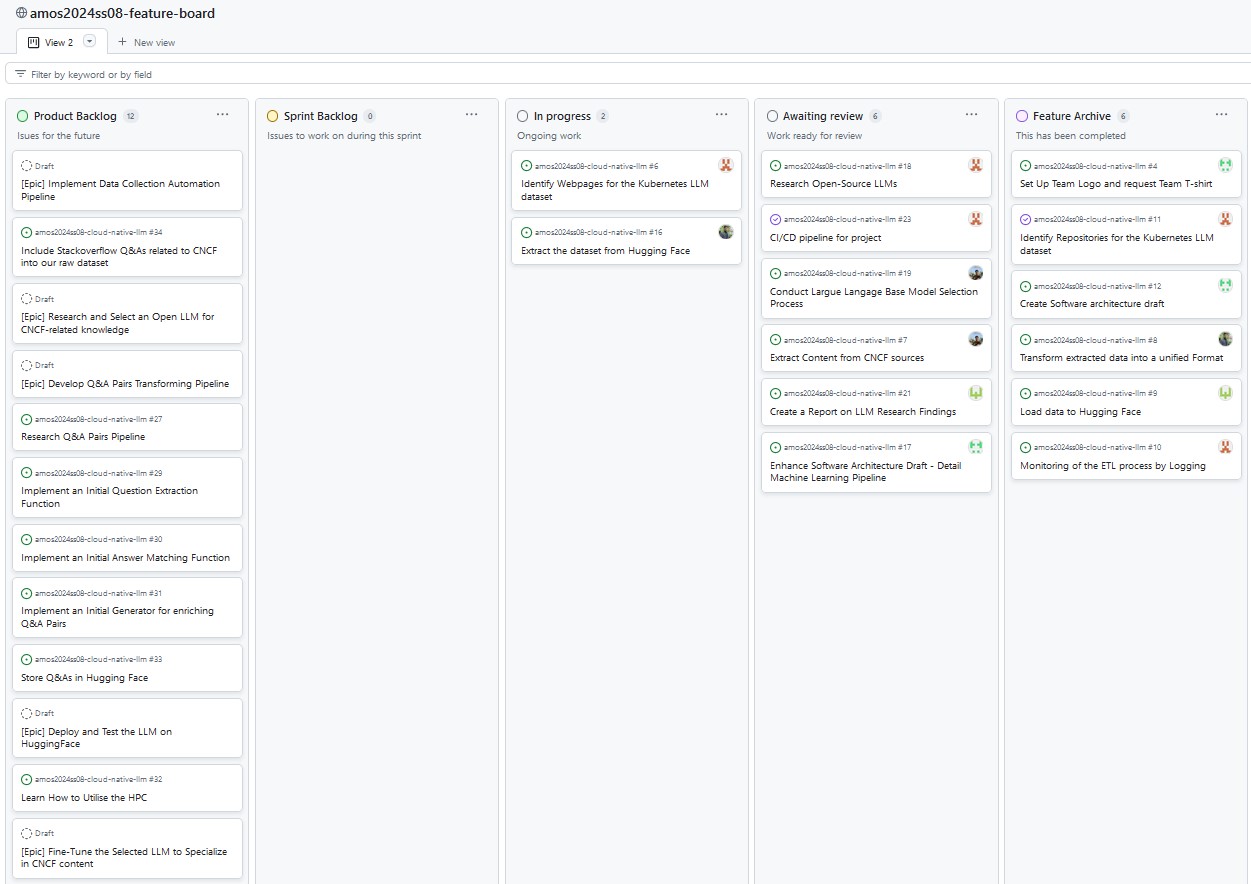 amos2024ss08-feature-board
View 2
New view
Filter by keyword or by field
Product Backlog 12
Isues for the future
Draft
[Epic] Implement Data Collection Automation
Pipeline
amos2024ss08-cloud-native-llm #34
Include Stackoverflow Q&As related to CNCF
into our raw dataset
Draft
[Epic] Research and Select an Open LLM for
CNCF-related knowledge
Draft
[Epic] Develop Q&A Pairs Transforming Pipeline
amos2024ss08-cloud-native-llm #27
Research Q&A Pairs Pipeline
amos2024ss08-cloud-native-llm #29
Implement an Initial Question Extraction
Function
amos2024ss08-cloud-native-llm #30
Implement an Initial Answer Matching Function
amos2024ss08-cloud-native-llm #31
Implement an Initial Generator for enriching
Q&A Pairs
amos2024ss08-cloud-native-llm #33
Store Q&As in Hugging Face
Draft
[Epic] Deploy and Test the LLM on
HuggingFace
amos2024ss08-cloud-native-llm #32
Learn How to Utilise the HPC
Draft
[Epic] Fine-Tune the Selected LLM to Specialize
in CNCF content
Sprint Backlog 0
Issues to work on during this sprint
In progress 2
Ongoing work
amos2024ss08-cloud-native-llm #6
Identify Webpages for the Kubernetes LLM
dataset
amos2024ss08-cloud-native-llm #16
Extract the dataset from Hugging Face
Awaiting review 6
Work ready for review
amos2024ss08-cloud-native-llm #18
Research Open-Source LLMs
amos2024ss08-cloud-native-llm #23
CI/CD pipeline for project
amos2024ss08-cloud-native-llm #19
Conduct Largue Langage Base Model Selection
Process
amos2024ss08-cloud-native-llm #7
Extract Content from CNCF sources
amos2024ss08-cloud-native-llm #21
Create a Report on LLM Research Findings
amos2024ss08-cloud-native-llm #17
Enhance Software Architecture Draft - Detail
Machine Learning Pipeline
Feature Archive 6
This has been completed
amos2024ss08-cloud-native-llm #4
Set Up Team Logo and request Team T-shirt
amos2024ss08-cloud-native-llm #11
Identify Repositories for the Kubernetes LLM
dataset
amos2024ss08-cloud-native-llm #12
Create Software architecture draft
amos2024ss08-cloud-native-llm #8
Transform extracted data into a unified Format
amos2024ss08-cloud-native-llm #9
Load data to Hugging Face
amos2024ss08-cloud-native-llm #10
Monitoring of the ETL process by Logging